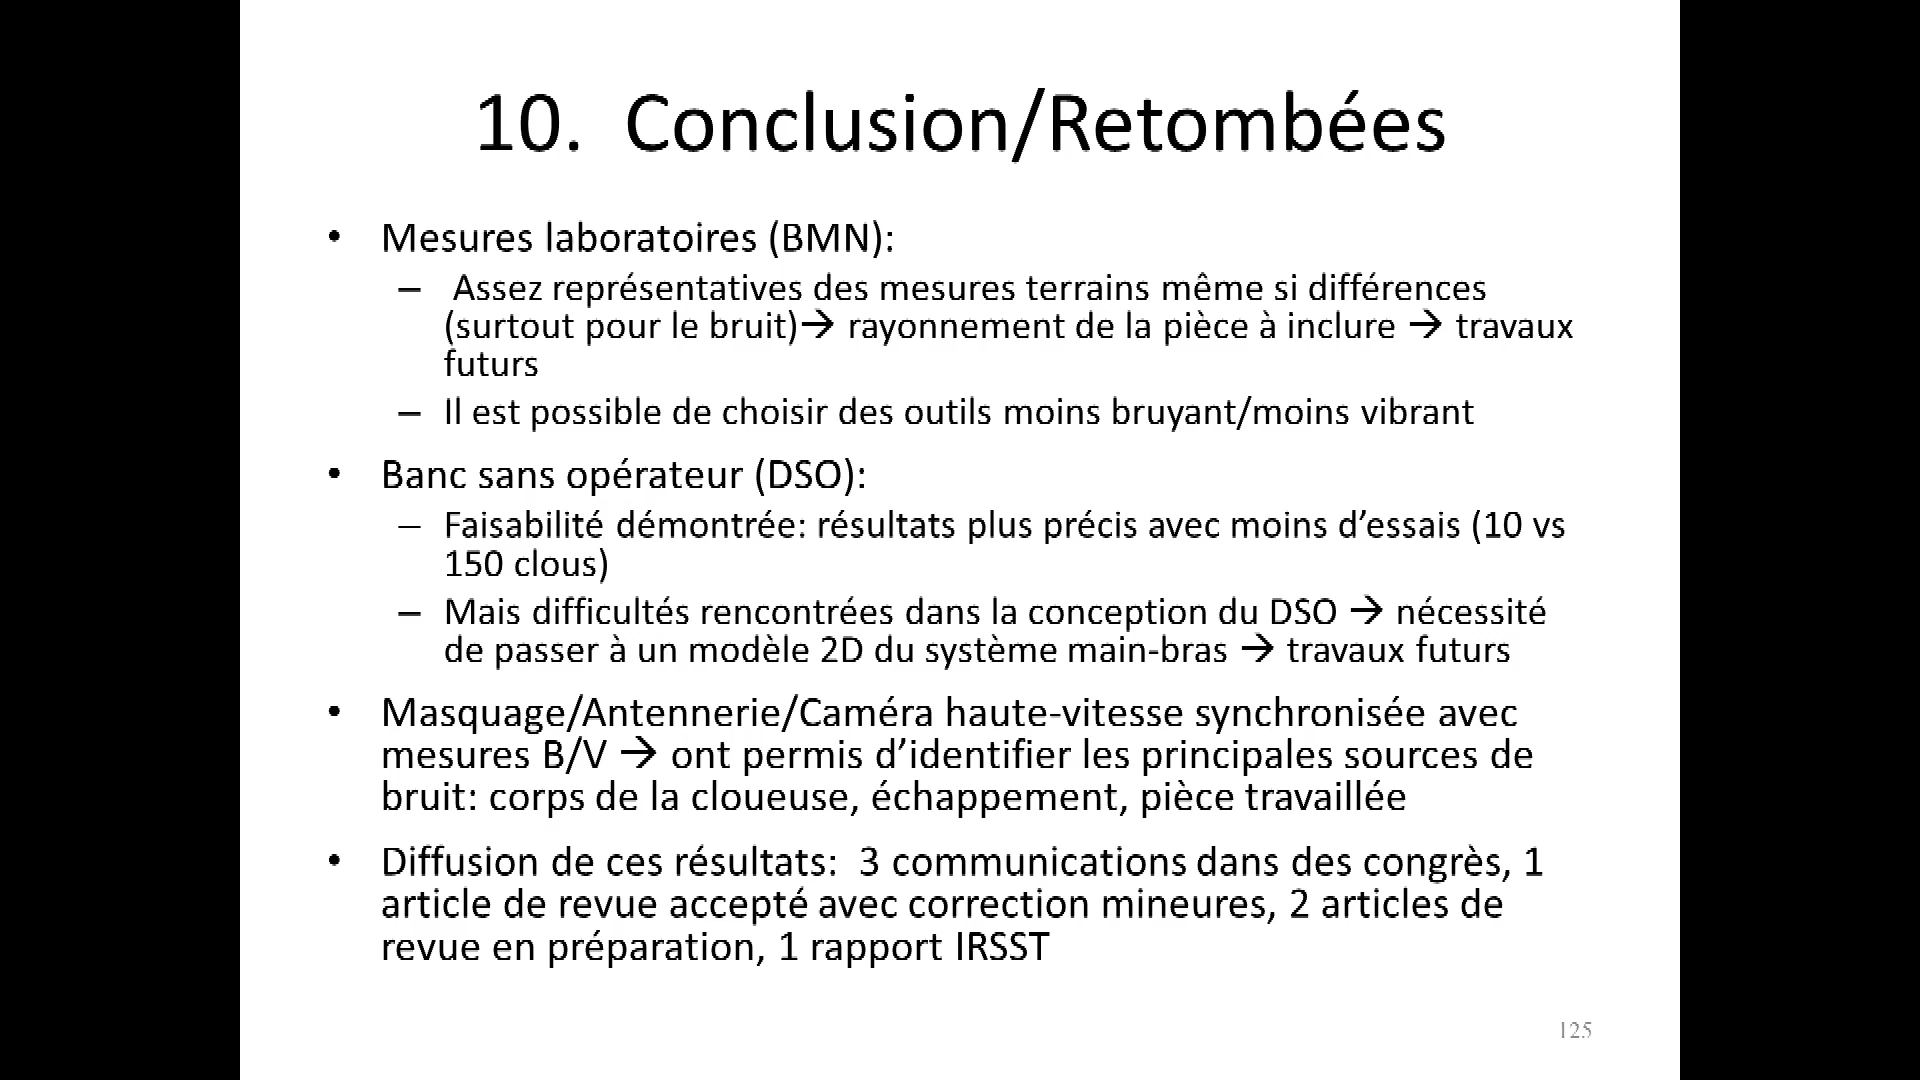 10. Conclusion/Retombées
• Mesures laboratoires (BMN):
– Assez représentatives des mesures terrains même si différences
(surtout pour le bruit)→ rayonnement de la pièce à inclure → travaux
futurs
– Il est possible de choisir des outils moins bruyant/moins vibrant
• Banc sans opérateur (DSO):
– Faisabilité démontrée: résultats plus précis avec moins d’essais (10 vs
150 clous)
– Mais difficultés rencontrées dans la conception du DSO → nécessité
de passer à un modèle 2D du système main-bras → travaux futurs
• Masquage/Antennerie/Caméra haute-vitesse synchronisée avec
mesures B/V → ont permis d’identifier les principales sources de
bruit: corps de la cloueuse, échappement, pièce travaillée
• Diffusion de ces résultats: 3 communications dans des congrès, 1
article de revue accepté avec correction mineures, 2 articles de
revue en préparation, 1 rapport IRSST
125